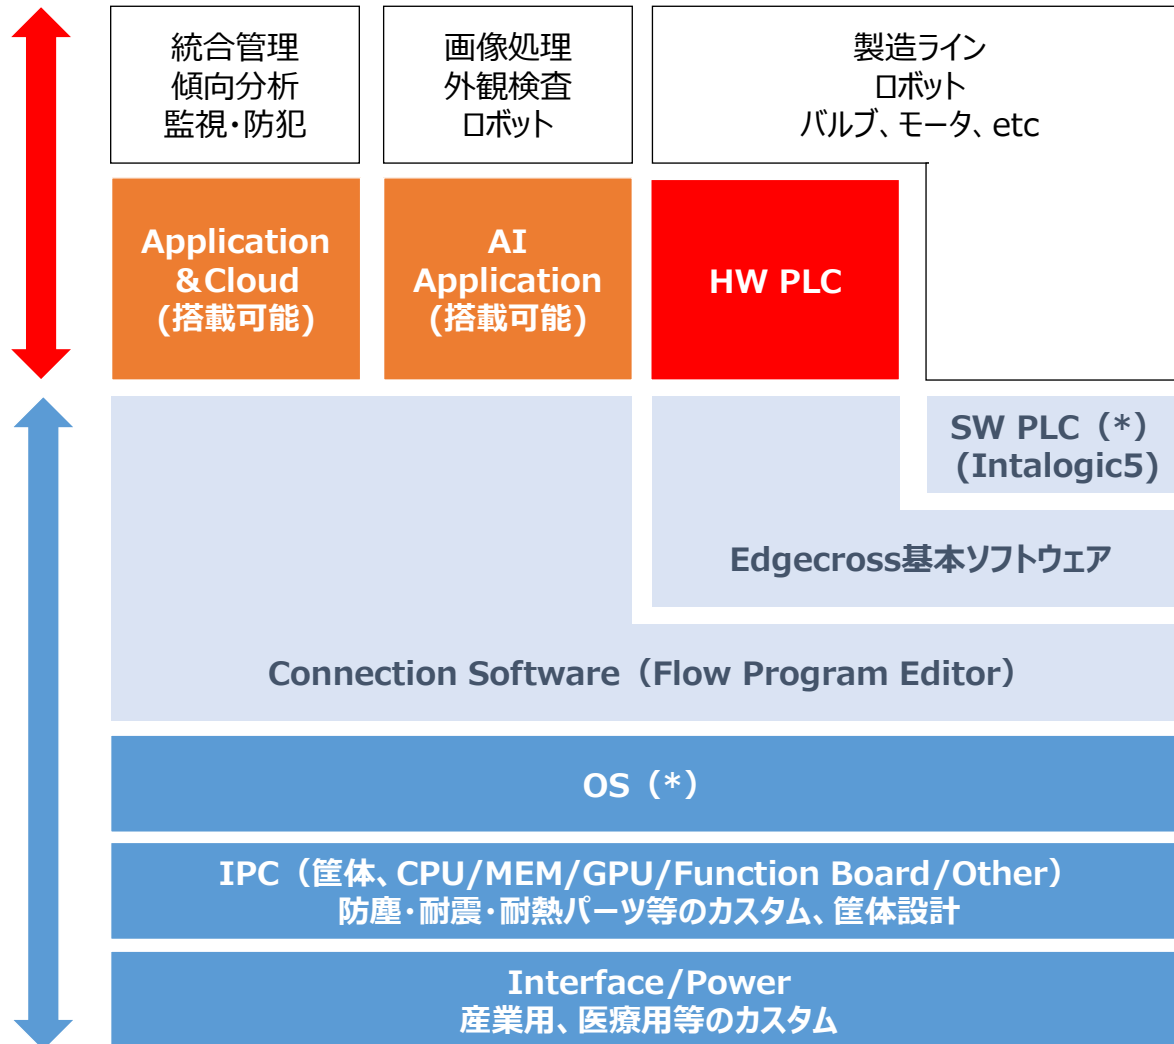 統合管理
傾向分析
監視・防犯
画像処理
外観検査
ロボット
製造ライン
ロボット
バルブ、モータ、etc
Application
&Cloud
(搭載可能)
AI
Application
(搭載可能)
HW PLC
SW PLC（*）
(Intalogic5)
Edgecross基本ソフトウェア
Connection Software（Flow Program Editor）
OS（*）
IPC（筐体、CPU/MEM/GPU/Function Board/Other）
防塵・耐震・耐熱パーツ等のカスタム、筐体設計
Interface/Power
産業用、医療用等のカスタム